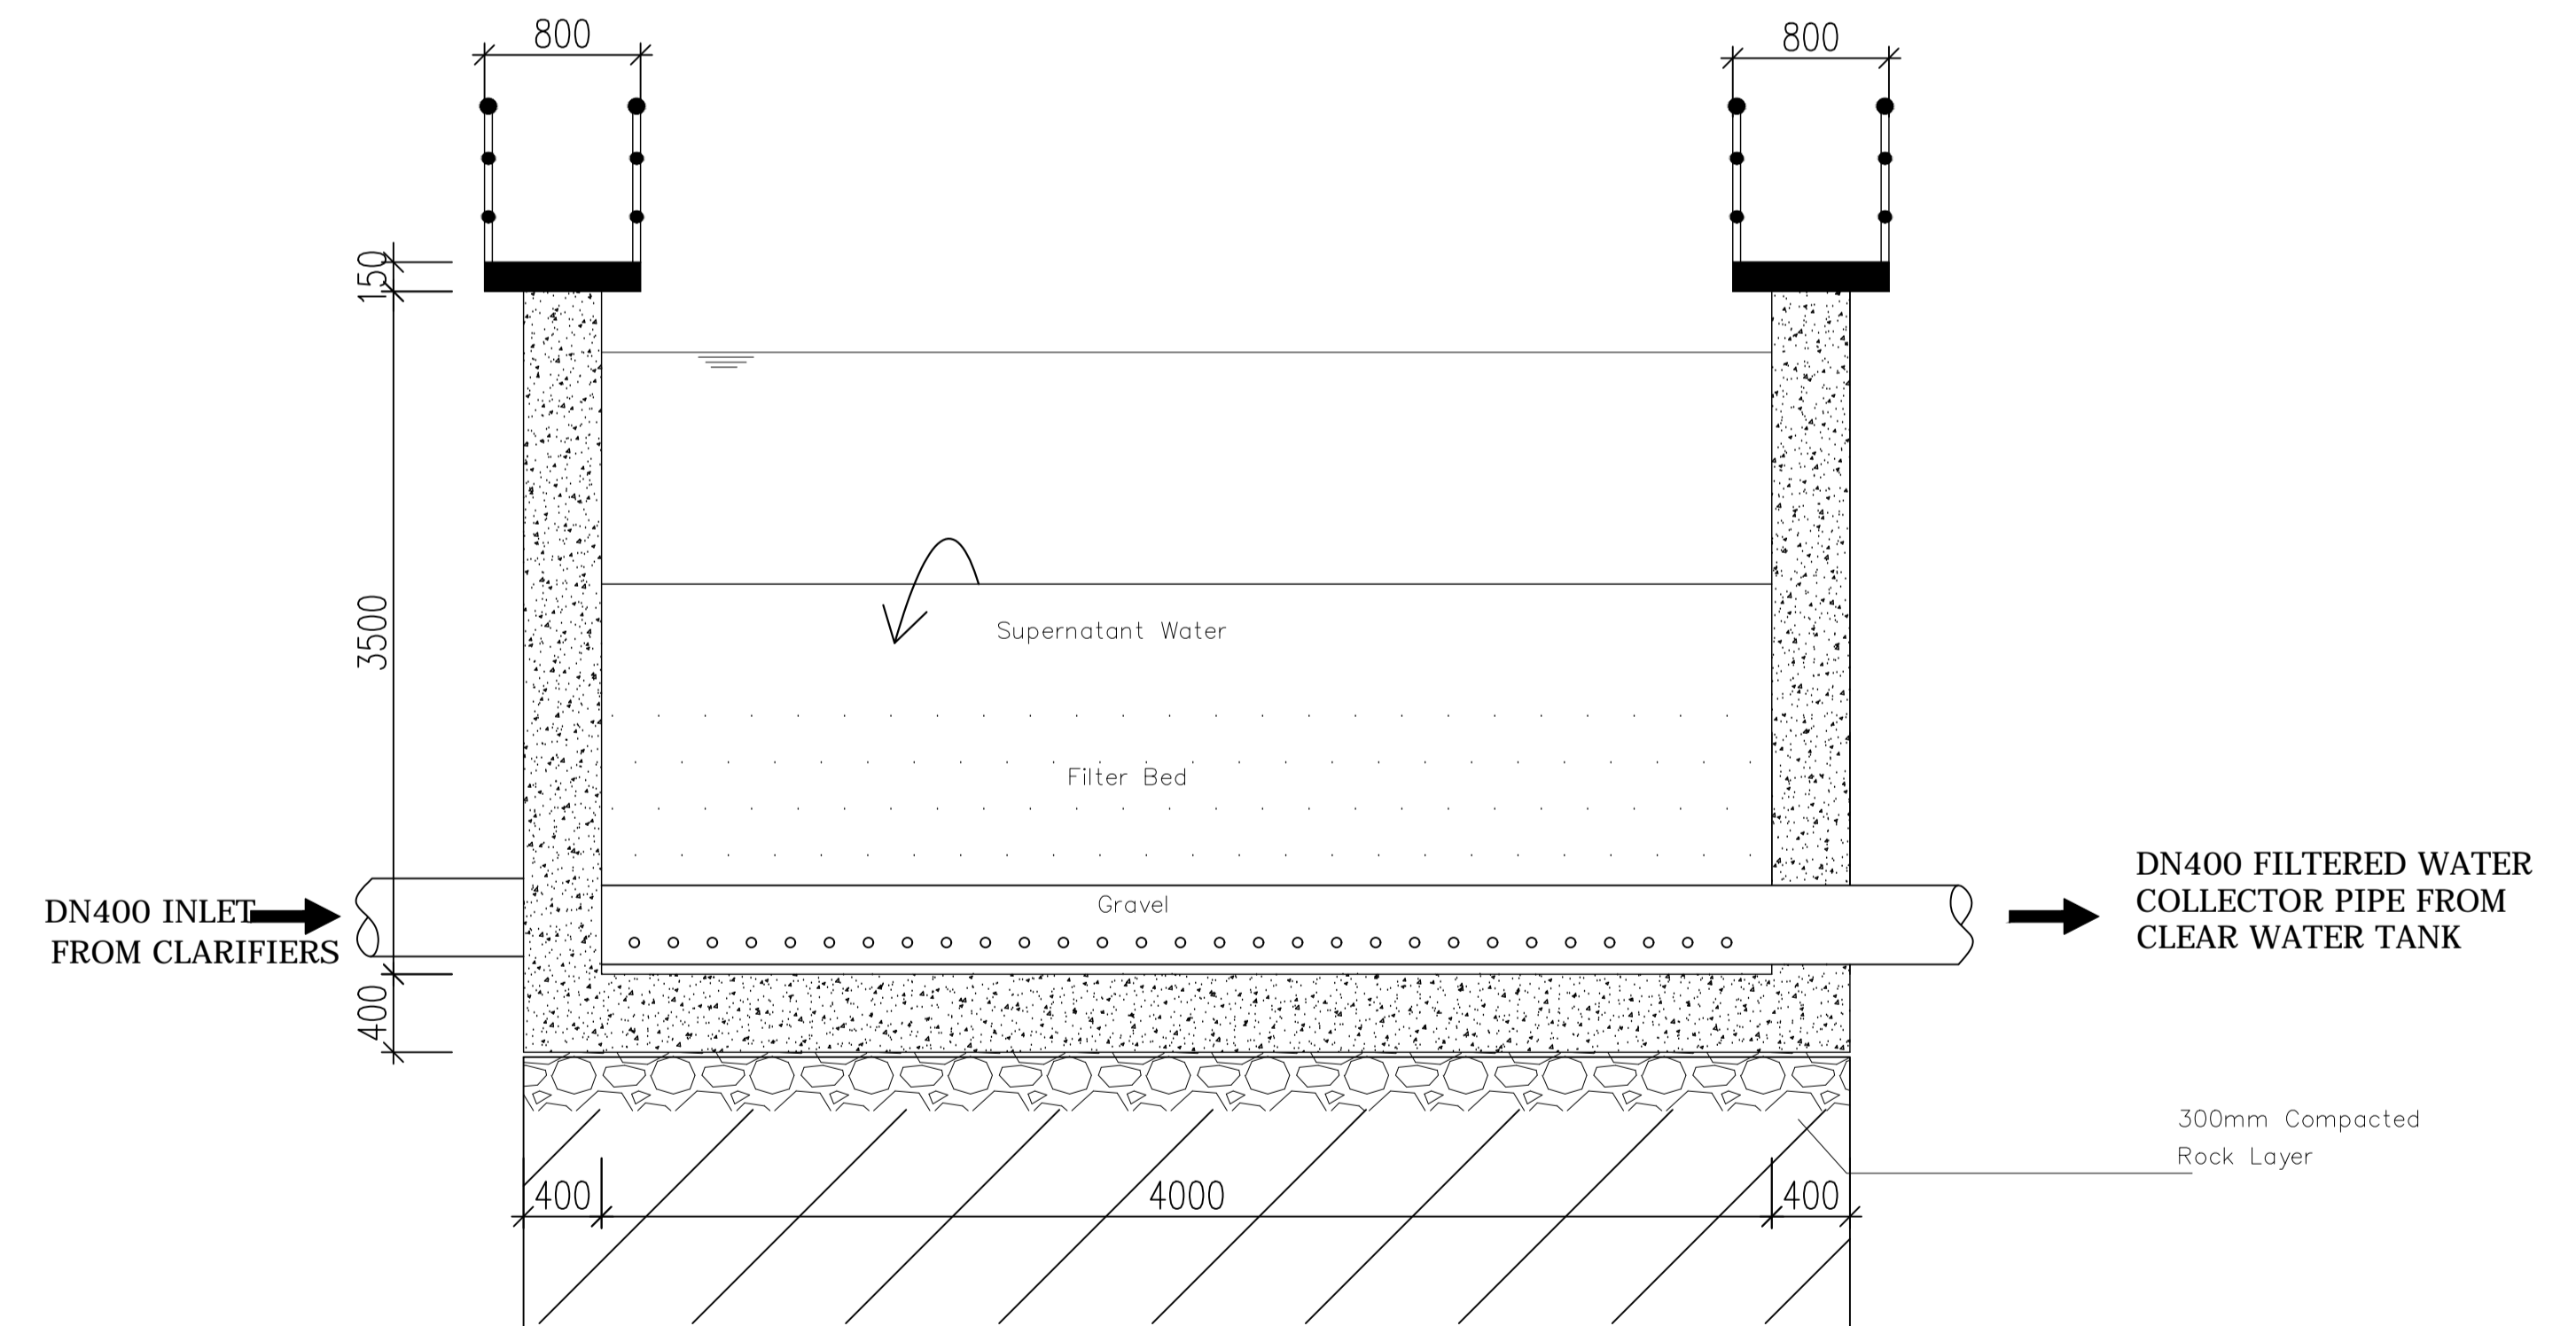 800
800
150
3500
Supernatant Water
Filter Bed
Gravel
DN400 INLET
FROM CLARIFIERS
DN400 FILTERED WATER
COLLECTOR PIPE FROM
CLEAR WATER TANK
400
300mm Compacted
Rock Layer
400
4000
400